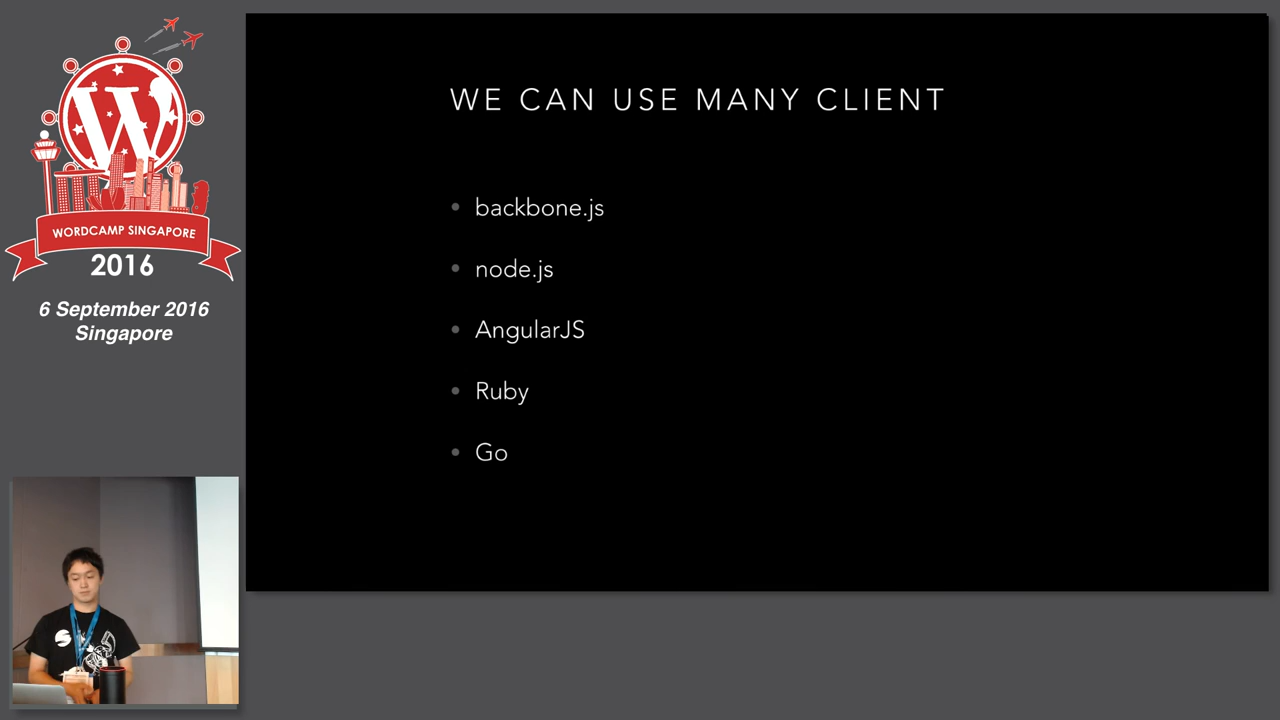 WORDCAMP SINGAPORE
2016
6 September 2016
Singapore
WE CAN USE MANY CLIENT
backbone.js
node.js
AngularJS
Ruby
Go